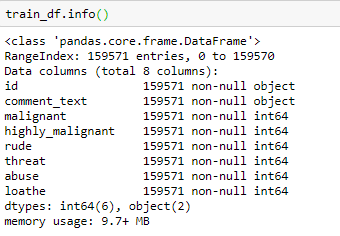 train_df.info()
<class 'pandas.core.frame.DataFrame'>
RangeIndex: 159571 entries, 0 to 159570
Data columns (total 8 columns):
id                  159571 non-null object
comment_text        159571 non-null object
malignant           159571 non-null int64
highly_malignant    159571 non-null int64
rude                159571 non-null int64
threat              159571 non-null int64
abuse               159571 non-null int64
loathe              159571 non-null int64
dtypes: int64(6), object(2)
memory usage: 9.7+ MB